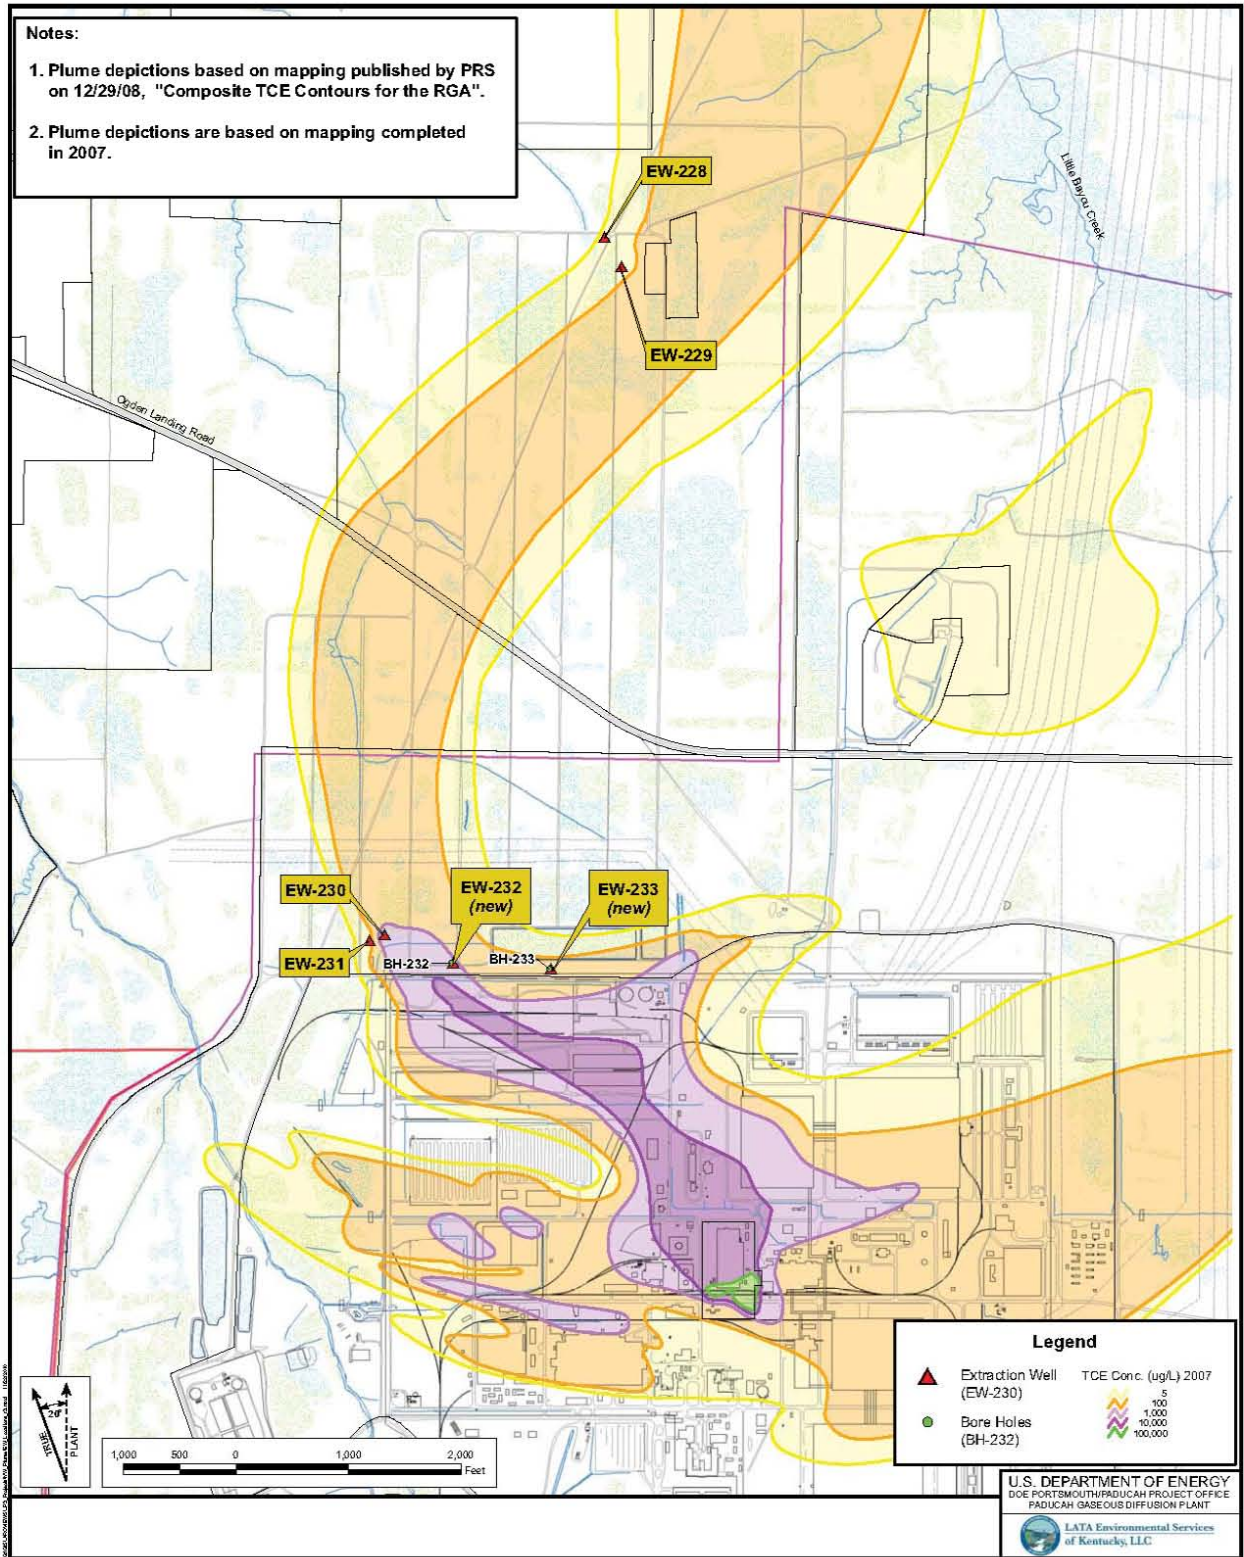 Notes:
1. Plume depictions based on mapping published by PRS
on 12/29/08, "Composite TCE Contours for the RGA".
2. Plume depictions are based on mapping completed
in 2007.
EW-228
Little Bayou Creek
EW-229
Ogden Landing Road
EW-230
EW-232
(new)
EW-233
(new)
EW-231
BH-232
BH-233
Legend
Extraction Well
(EW-230)
Bore Holes
(BH-232)
TCE Conc. (ug/L) 2007
5
100
1,000
10,000
100,000
TRUE
PLANT
1,000
500
0
1,000
2,000
Feet
U.S. DEPARTMENT OF ENERGY
DOE PORTSMOUTH/PADUCAH PROJECT OFFICE
PADUCAH GASEOUS DIFFUSION PLANT
LATA Environmental Services
of Kentucky, LLC